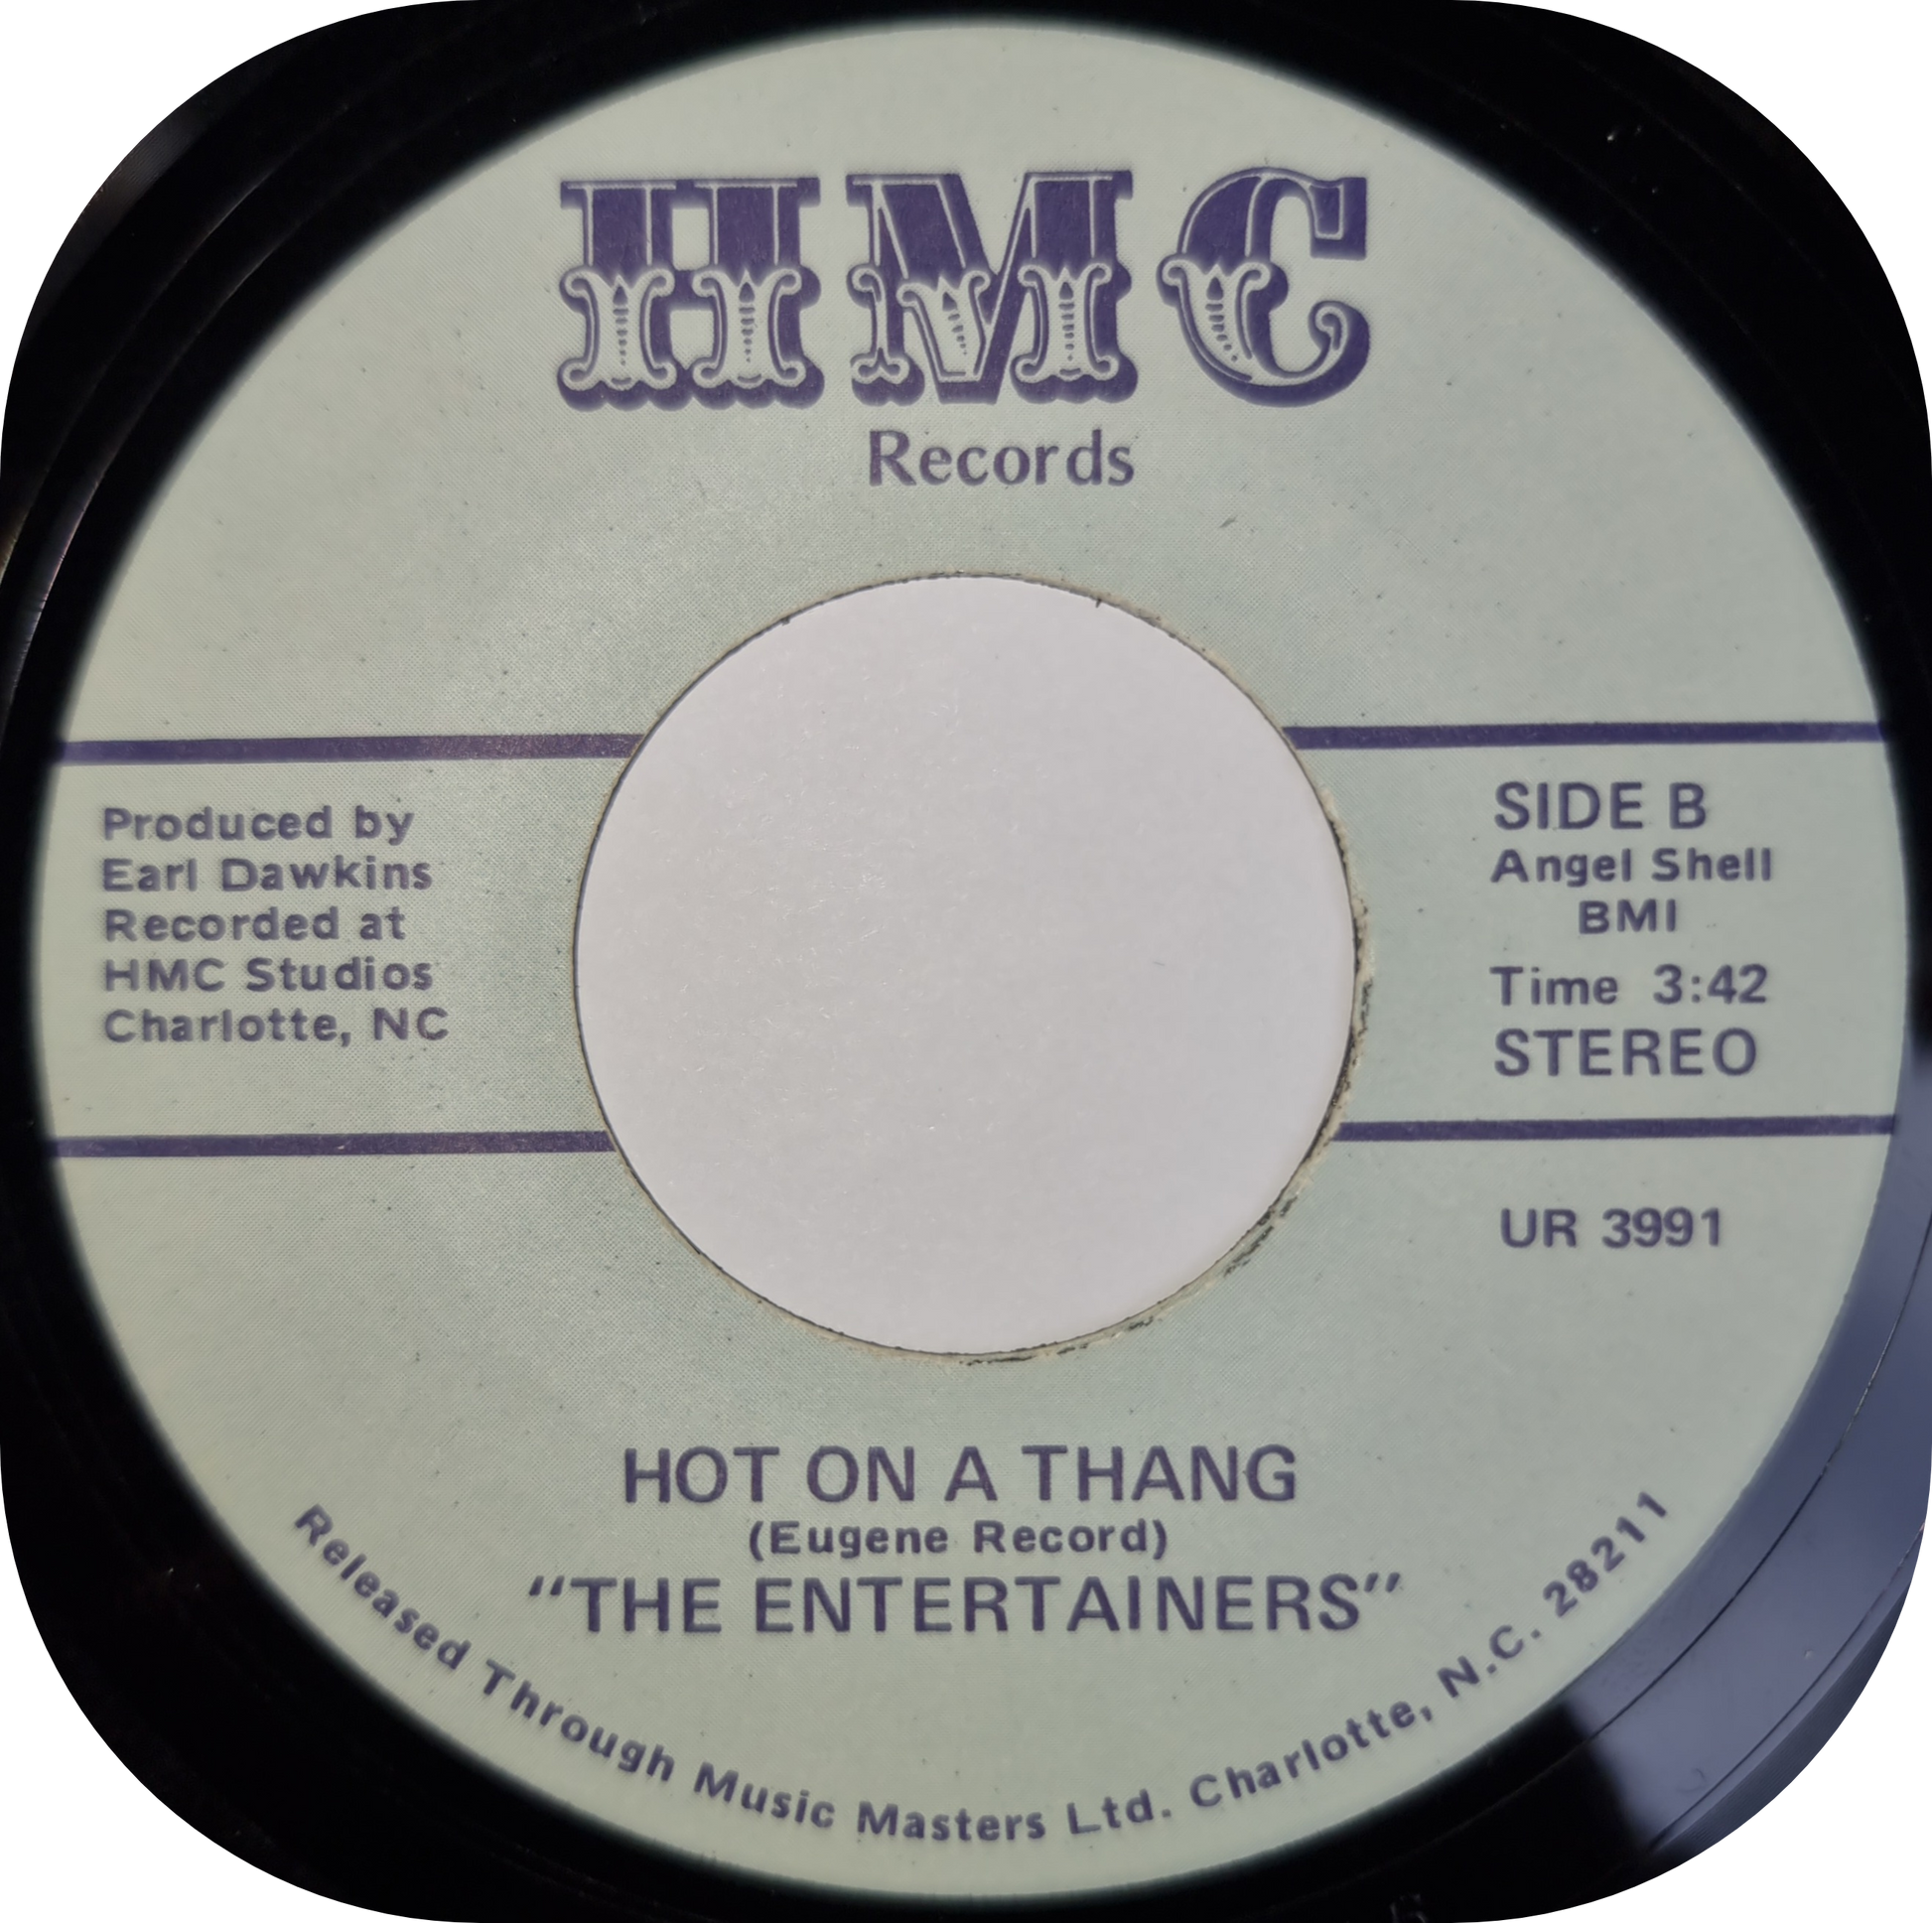 HMC
Records
Produced by
Earl Dawkins
Recorded at
HMC Studios
Charlotte, NC
SIDE B
Angel Shell
BMI
Time 3:42
STEREO
UR 3991
HOT ON A THANG
(Eugene Record)
"THE ENTERTAINERS"
Released Through Music Masters Ltd. Charlotte, N.C. 28211